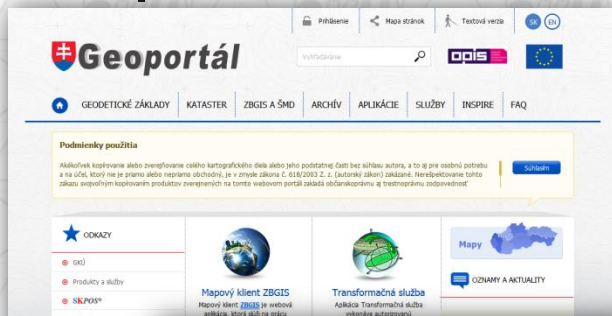 Prihlásenie
Mapa stránok
Textová verzia
SK
EN
Geoportál
Vyhľadávanie
opis
GEODETICKÉ ZÁKLADY
KATASTER
ZBGIS A ŠMD
ARCHÍV
APLIKÁCIE
SLUŽBY
INSPIRE
FAQ
Podmienky použitia
Akékoľvek kopírovanie alebo zverejňovanie celého kartografického diela alebo jeho podstatnej časti bez súhlasu autora, a to aj pre osobnú potrebu
a na účel, ktorý nie je priamo alebo nepriamo obchodný, je v zmysle zákona č. 618/2003 Z. z. (autorský zákon) zakázané. Nerešpektovanie tohto
zákazu svojvoľným kopírovaním produktov zverejnených na tomto webovom portáli zakladá občianskoprávnu aj trestnoprávnu zodpovednosť
Súhlasím
ODKAZY
GKÚ
Produkty a služby
SKPOS®
Mapový klient ZBGIS
Mapový klient ZBGIS je webová
aplikácia, ktorá slúži na prácu
Transformačná služba
Aplikácia Transformačná služba
vykonáva autorizovanú
Mapy
OZNAMY A AKTUALITY